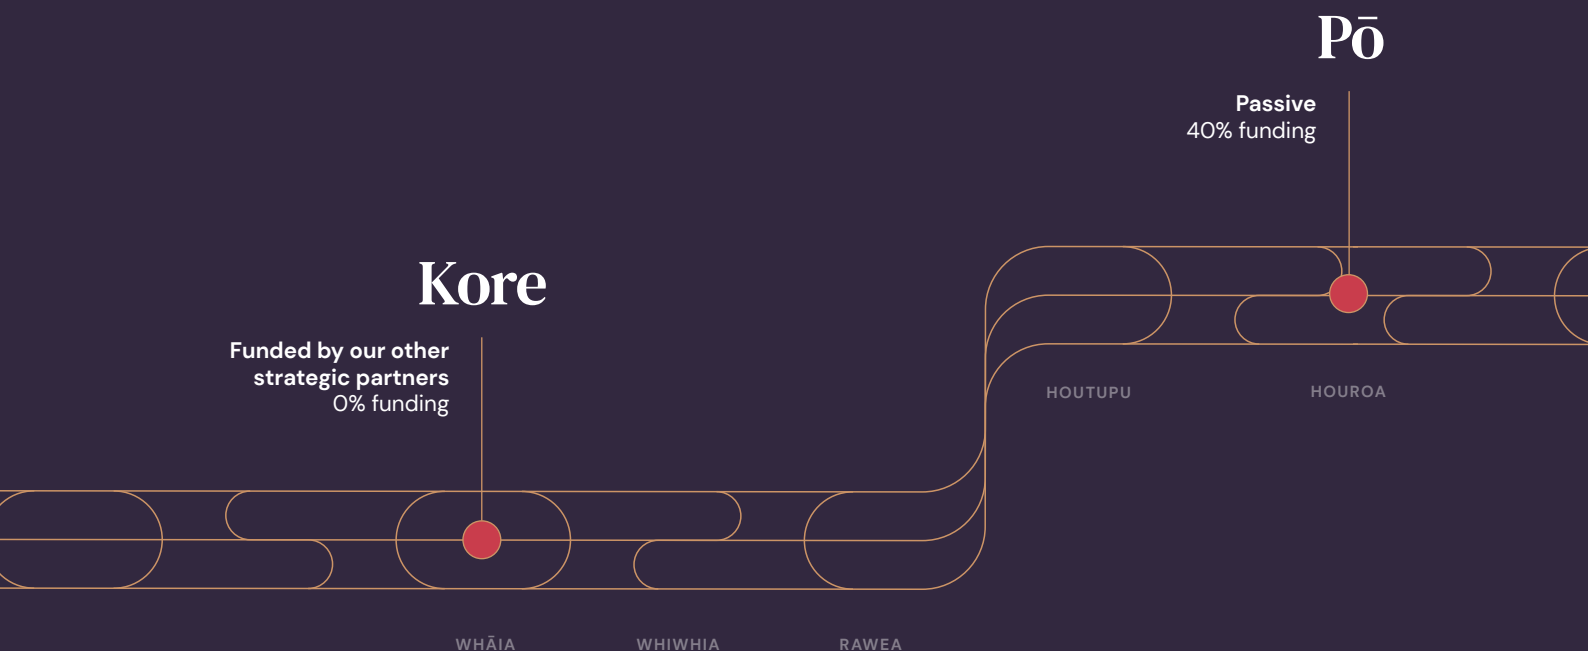 Pō
Passive
40% funding
Kore
Funded by our other
strategic partners
0% funding
HOUTUPU
HOUROA
WHĀIA
WHIWHIA
RAWEA